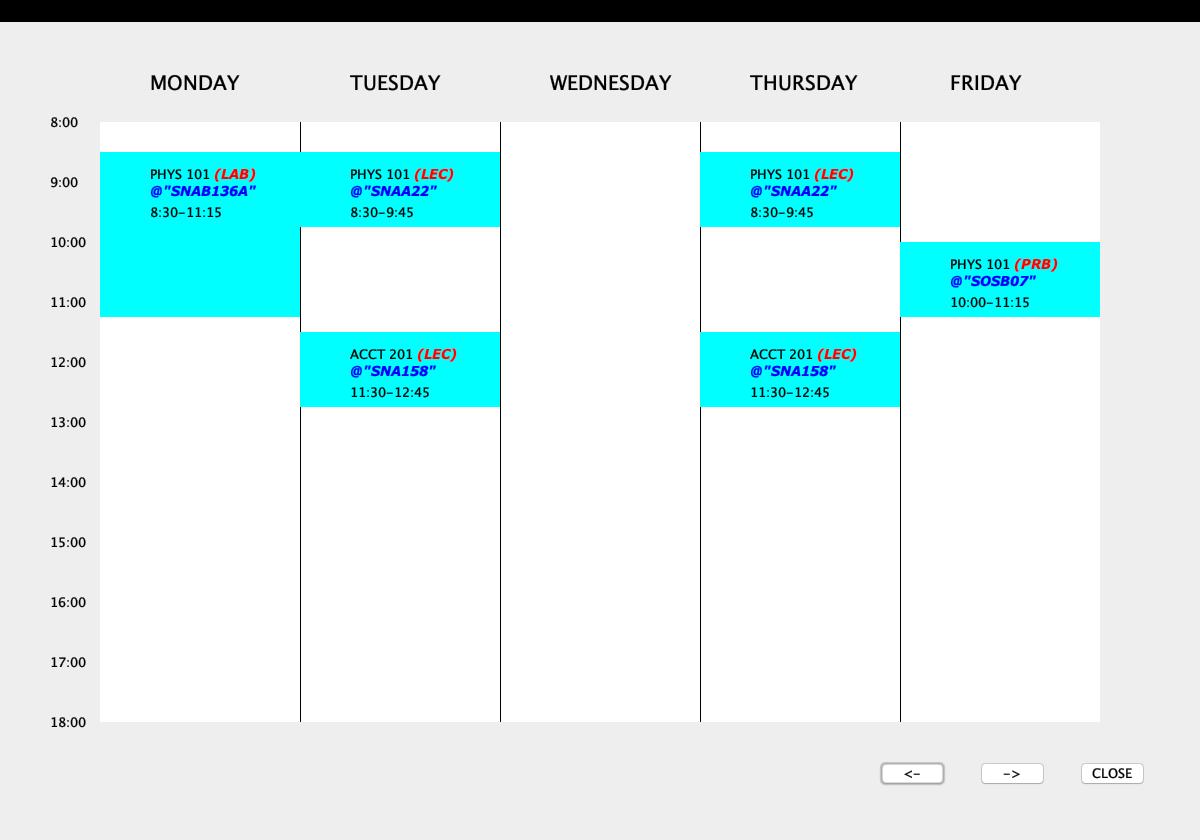 MONDAY TUESDAY WEDNESDAY THURSDAY FRIDAY
8:00
9:00
10:00
11:00
12:00
13:00
14:00
15:00
16:00
17:00
18:00
PHYS 101 (LAB)
@"SNAB136A"
8:30-11:15
PHYS 101 (LEC)
@"SNAA22"
8:30-9:45
ACCT 201 (LEC)
@"SNA158"
11:30-12:45
PHYS 101 (LEC)
@"SNAA22"
8:30-9:45
ACCT 201 (LEC)
@"SNA158"
11:30-12:45
PHYS 101 (PRB)
@"SOSB07"
10:00-11:15
<- -> CLOSE